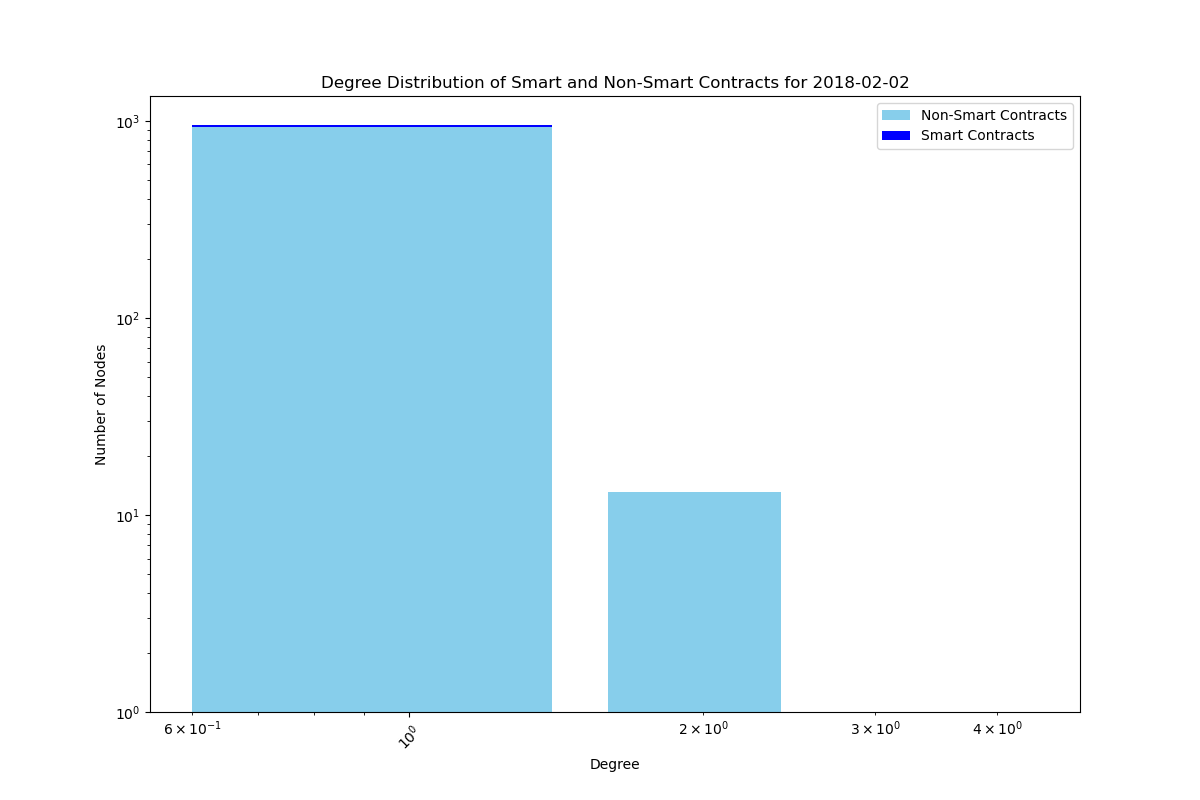 Degree Distribution of Smart and Non-Smart Contracts for 2018-02-02
Non-Smart Contracts
Smart Contracts
Number of Nodes
10³
10²
10¹
10⁰
6 × 10⁻¹
10⁰
2 × 10⁰
3 × 10⁰
4 × 10⁰
Degree